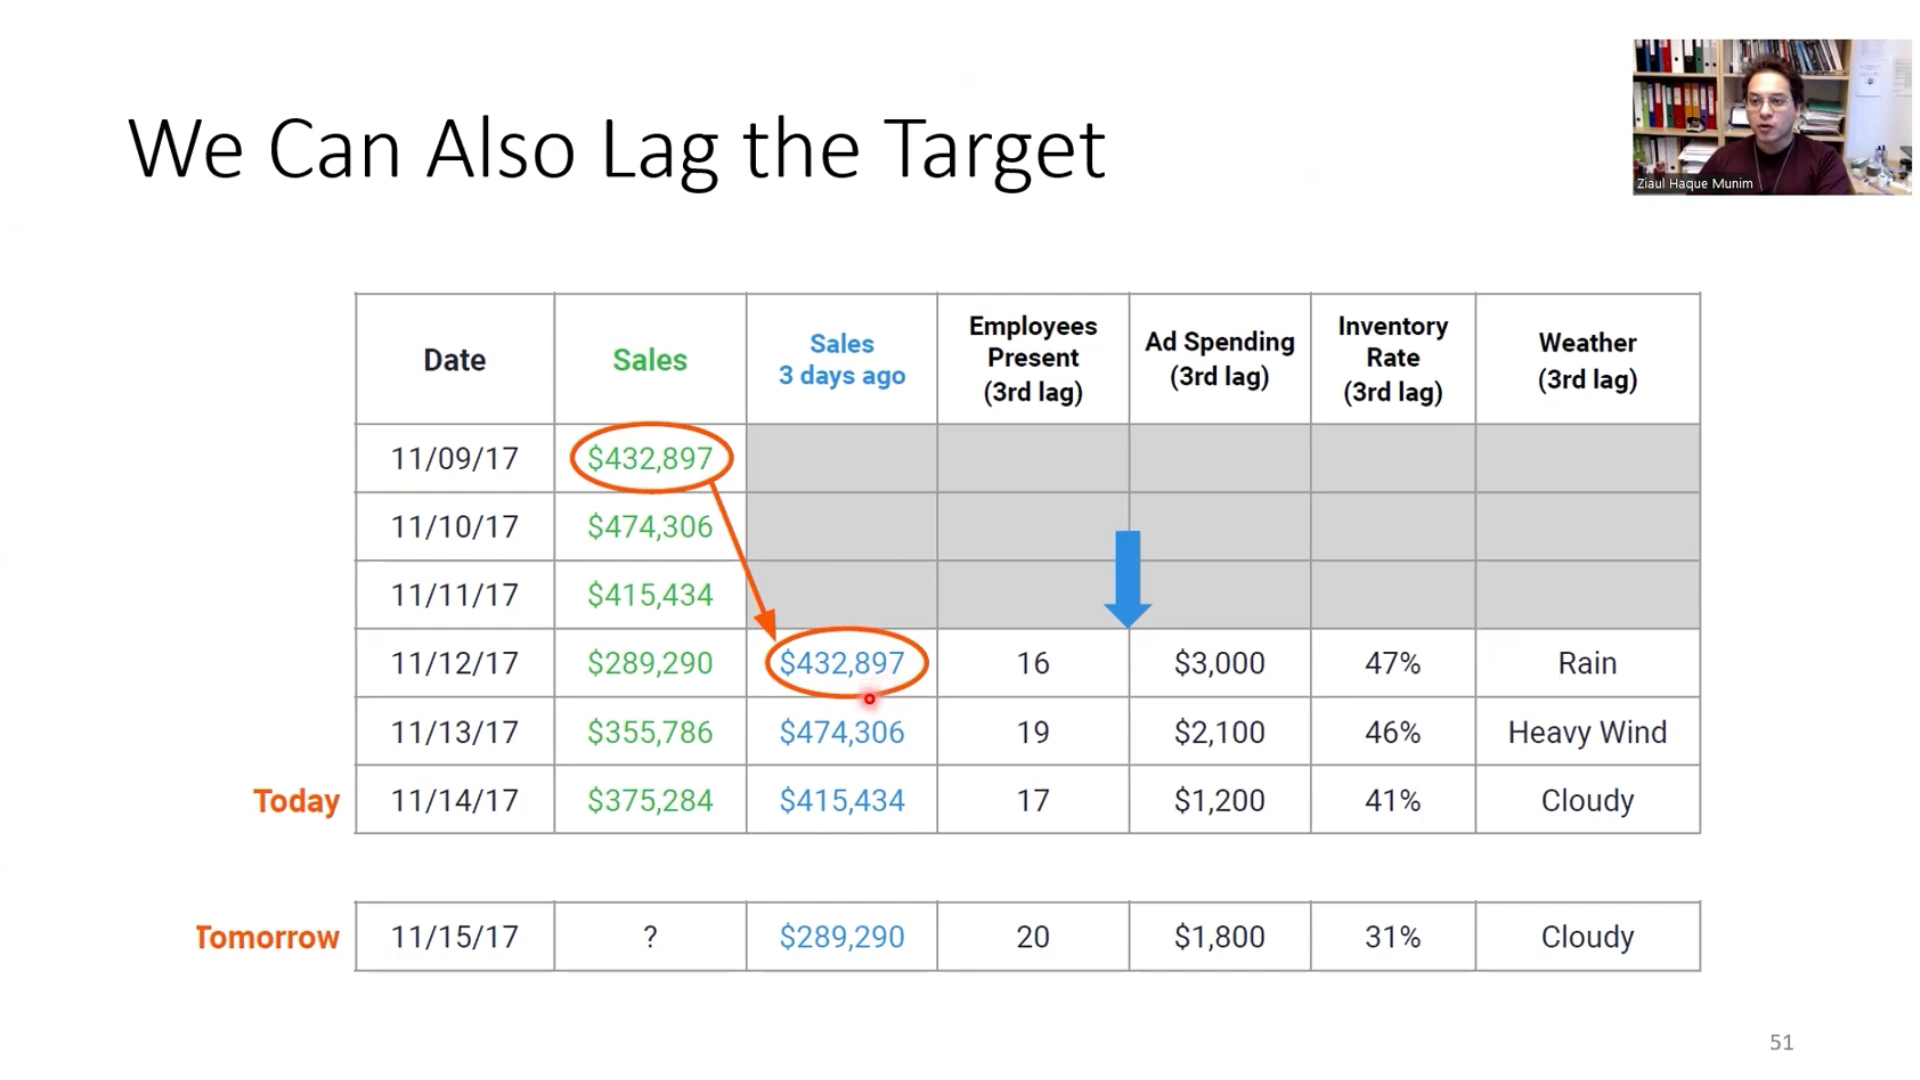 We Can Also Lag the Target
Ziaul Haque Munim
Date Sales Sales 3 days ago Employees Present (3rd lag) Ad Spending (3rd lag) Inventory Rate (3rd lag) Weather (3rd lag)
11/09/17 $432,897
11/10/17 $474,306
11/11/17 $415,434
11/12/17 $289,290 $432,897 16 $3,000 47% Rain
11/13/17 $355,786 $474,306 19 $2,100 46% Heavy Wind
Today 11/14/17 $375,284 $415,434 17 $1,200 41% Cloudy
Tomorrow 11/15/17 ? $289,290 20 $1,800 31% Cloudy
51